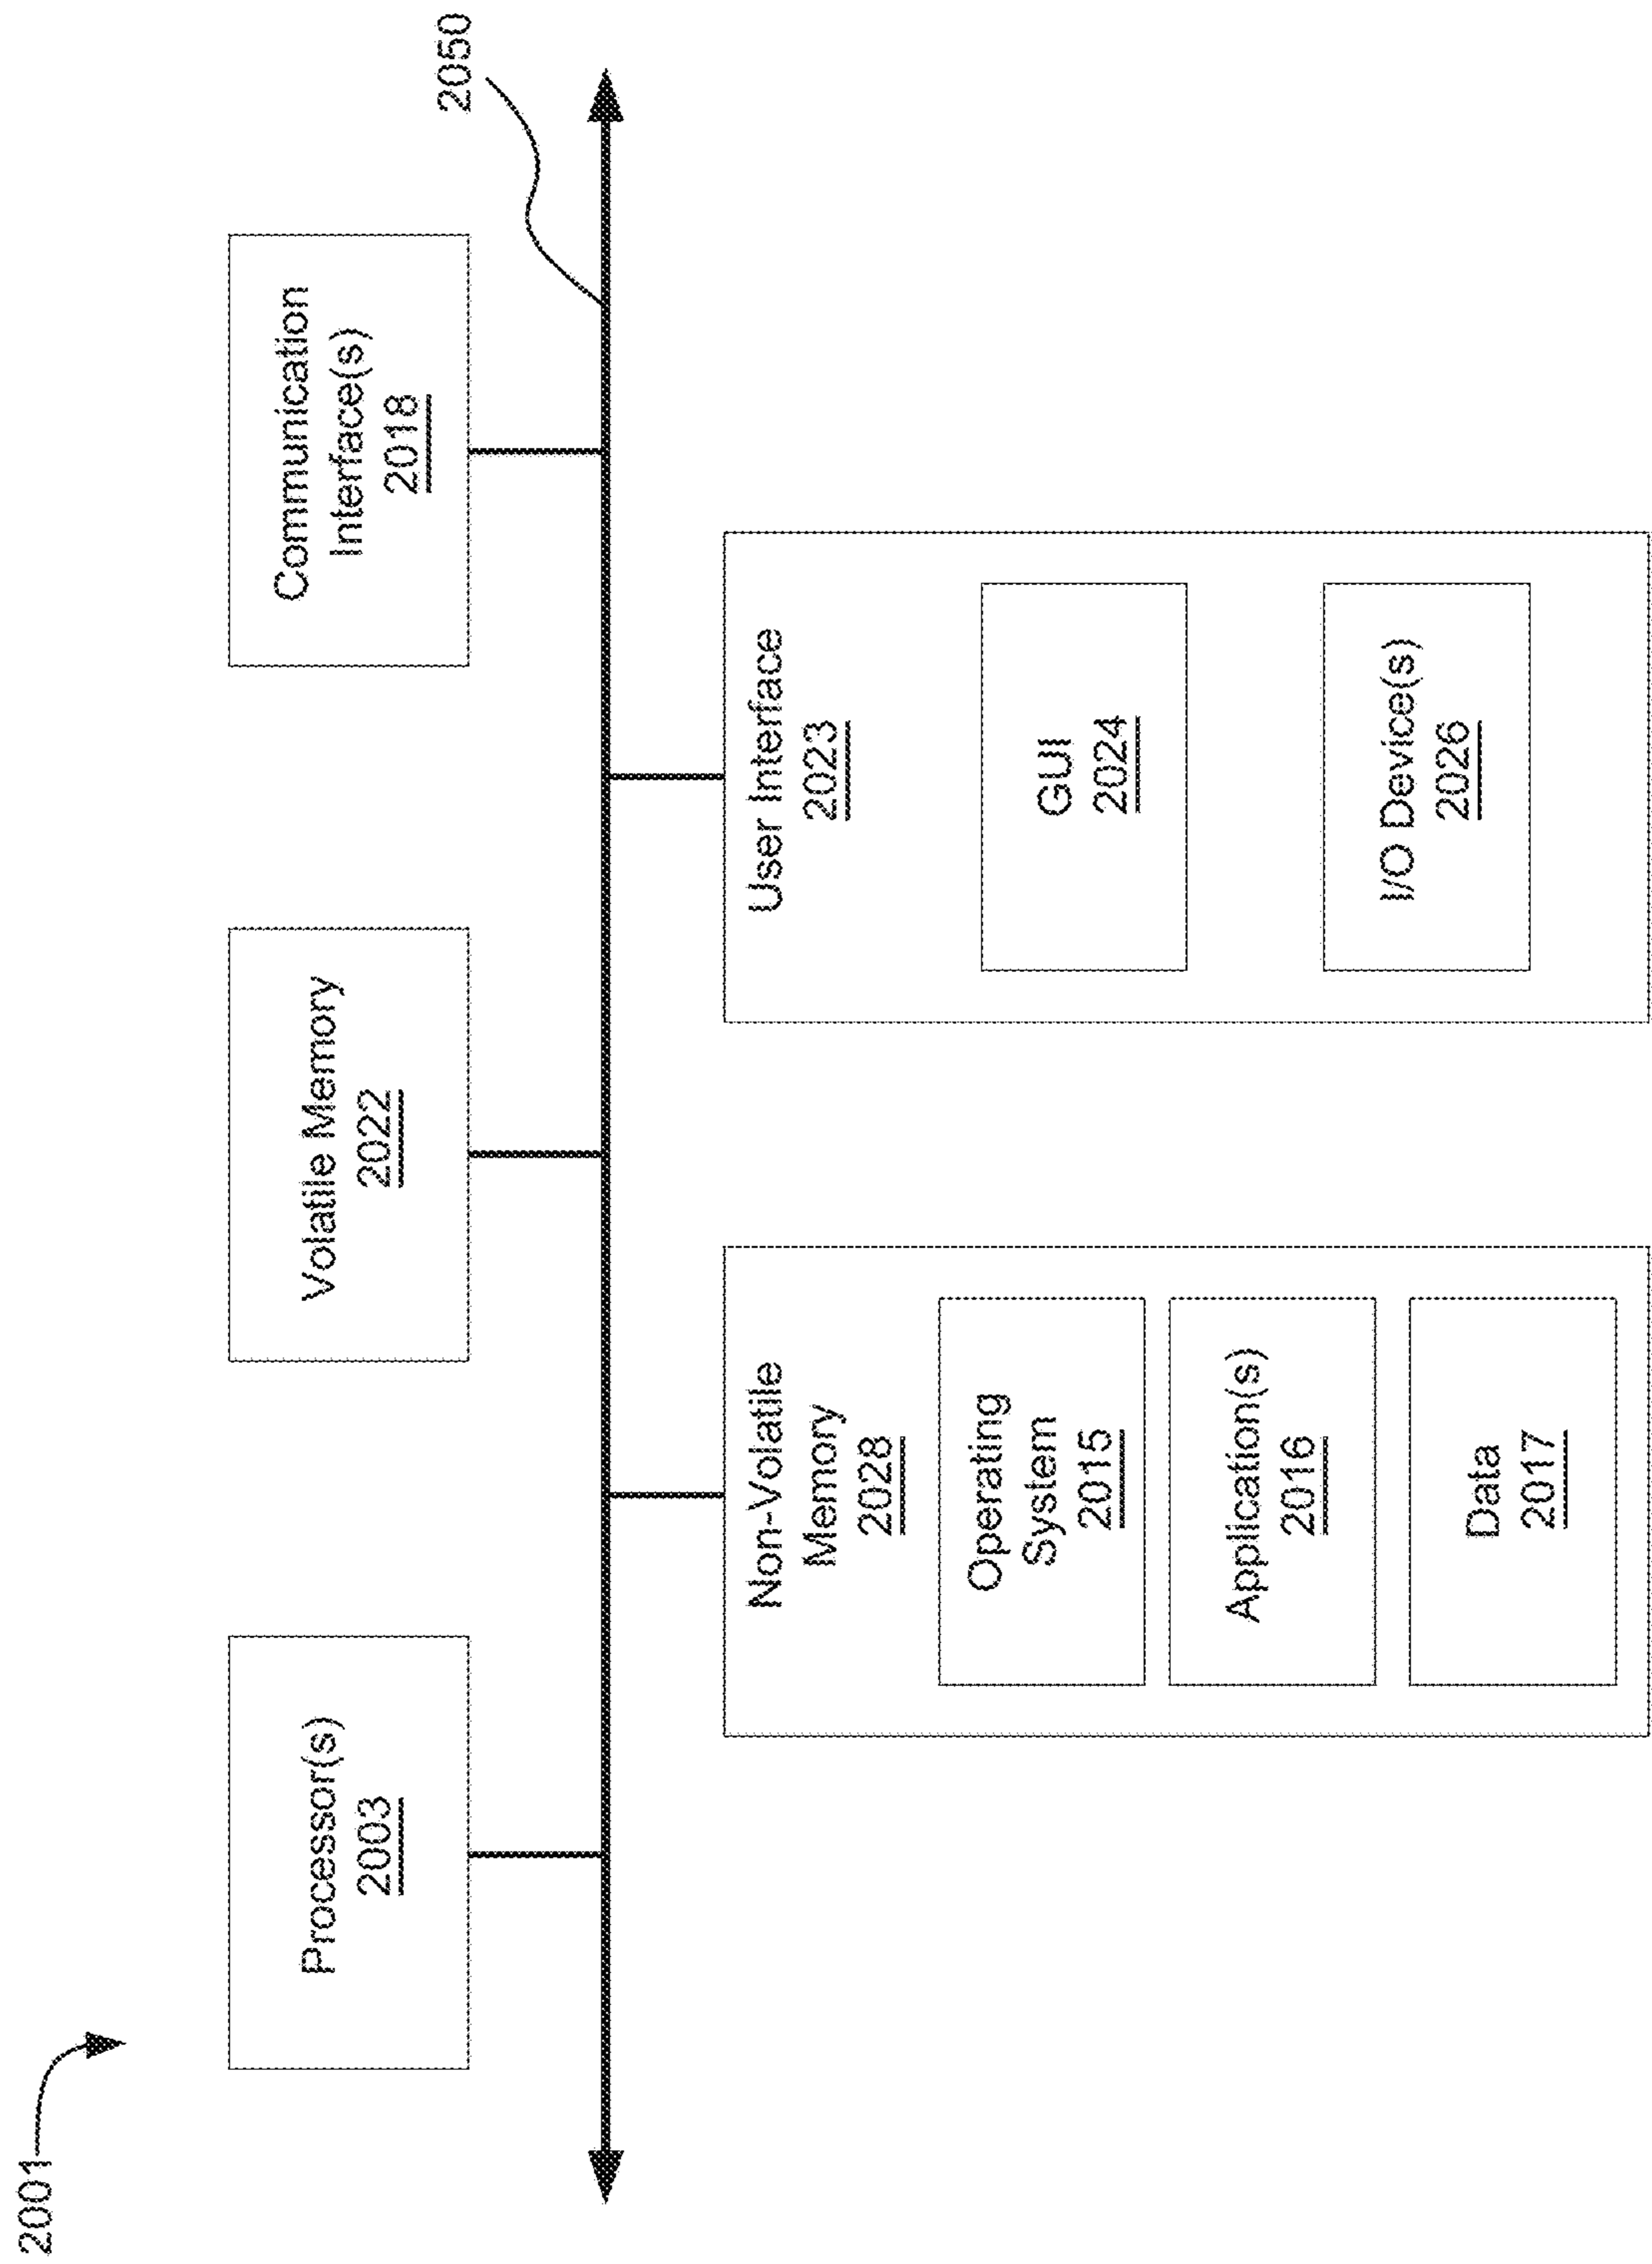 2001
Processor(s)
2003
Volatile Memory
2022
Communication
Interface(s)
2018
2050
Non-Volatile
Memory
2028
Operating
System
2015
Application(s)
2016
Data
2017
User Interface
2023
GUI
2024
I/O Device(s)
2026